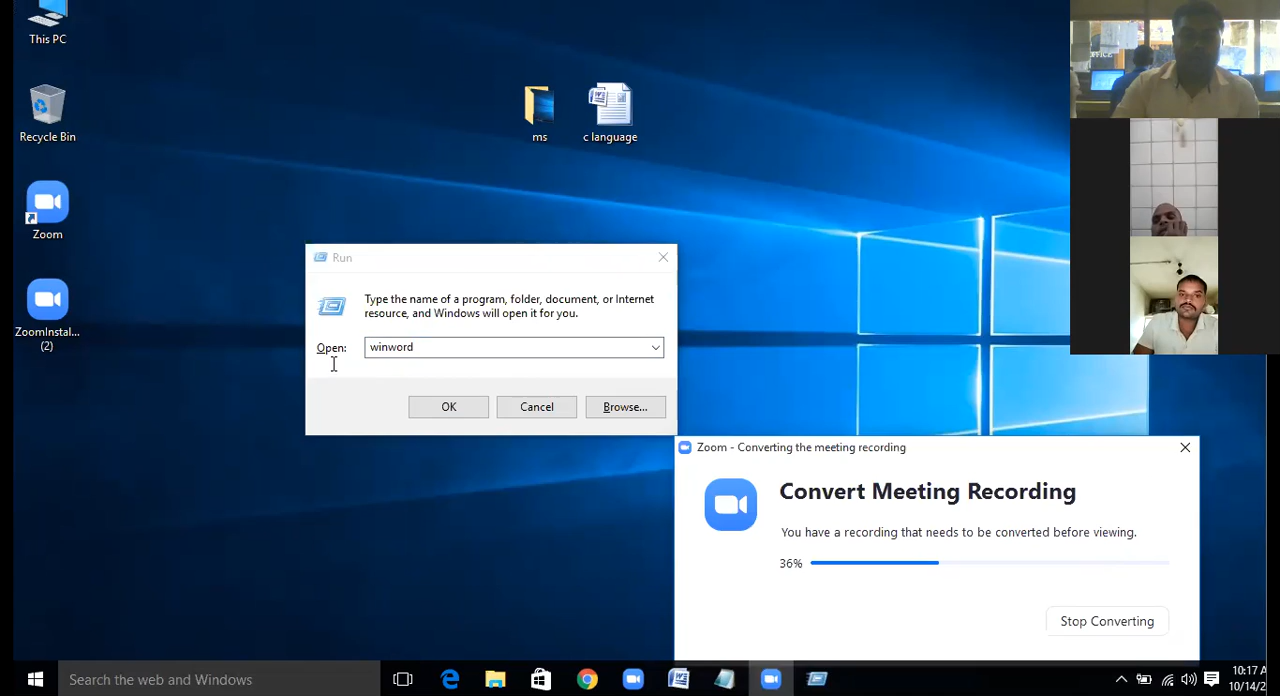 This PC
Recycle Bin
Zoom
ZoomInstal...
(2)
ms
c language
Run
Type the name of a program, folder, document, or Internet
resource, and Windows will open it for you.
Open:
winword
OK
Cancel
Browse...
Zoom - Converting the meeting recording
Convert Meeting Recording
You have a recording that needs to be converted before viewing.
36%
Stop Converting
Search the web and Windows
10:17 A
10/14/2